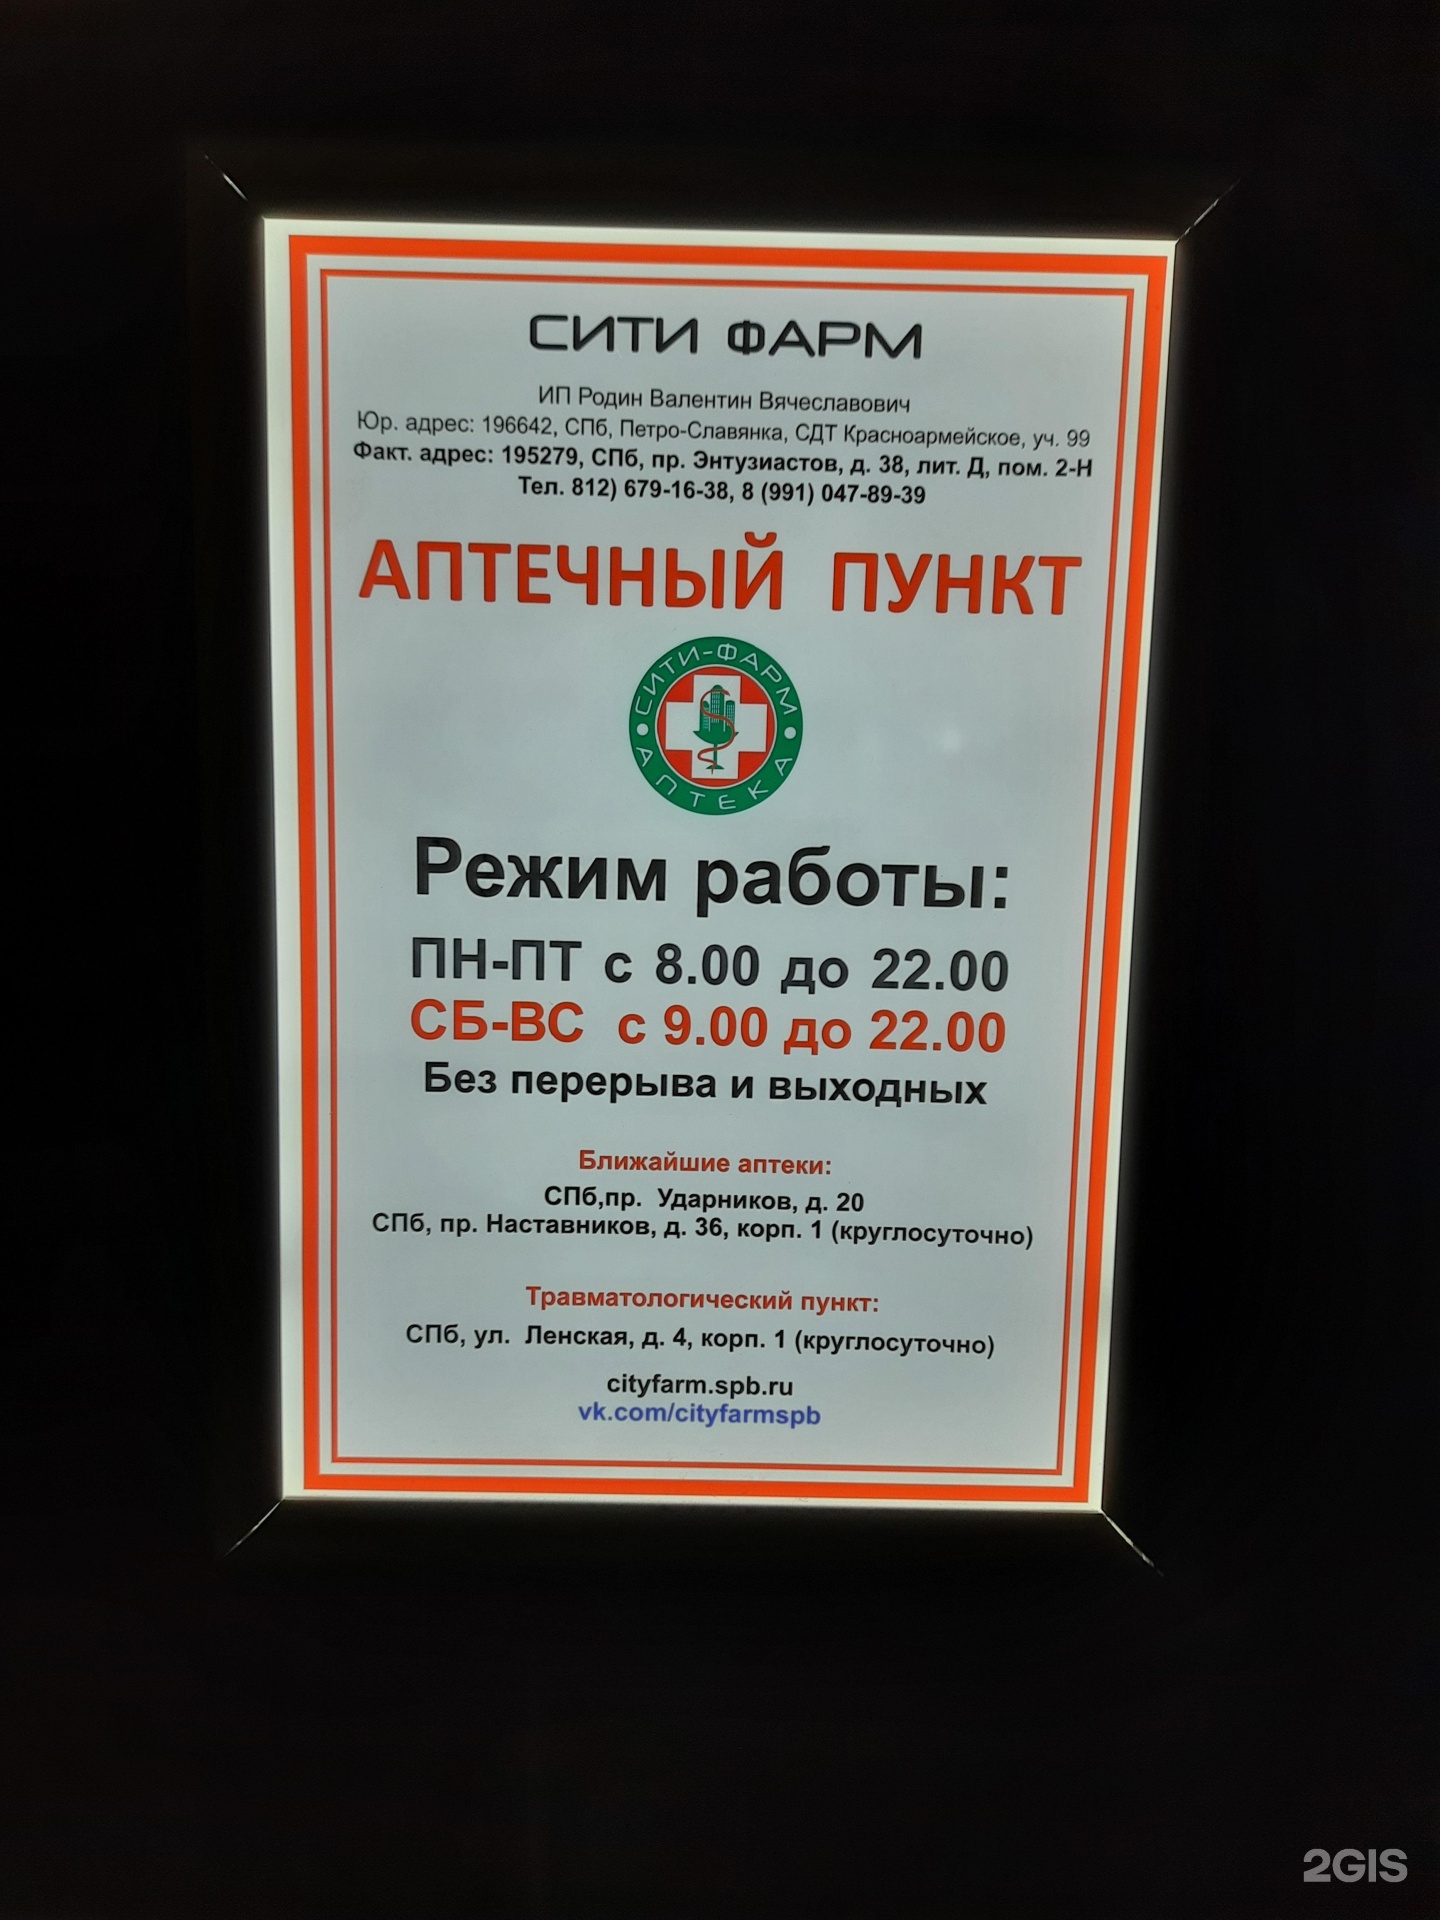 СИТИ ФАРМ
ИП Родин Валентин Вячеславович
Юр. адрес: 196642, СПб, Петро-Славянка, СДТ Красноармейское, уч. 99
Факт. адрес: 195279, СПб, пр. Энтузиастов, д. 38, лит. Д, пом. 2-Н
Тел. 812) 679-16-38, 8 (991) 047-89-39
АПТЕЧНЫЙ ПУНКТ
СИТИ-ФАРМ
АПТЕКА
Режим работы:
ПН-ПТ с 8.00 до 22.00
СБ-ВС с 9.00 до 22.00
Без перерыва и выходных
Ближайшие аптеки:
СПб,пр. Ударников, д. 20
СПб, пр. Наставников, д. 36, корп. 1 (круглосуточно)
Травматологический пункт:
СПб, ул. Ленская, д. 4, корп. 1 (круглосуточно)
cityfarm.spb.ru
vk.com/cityfarmspb
2GIS